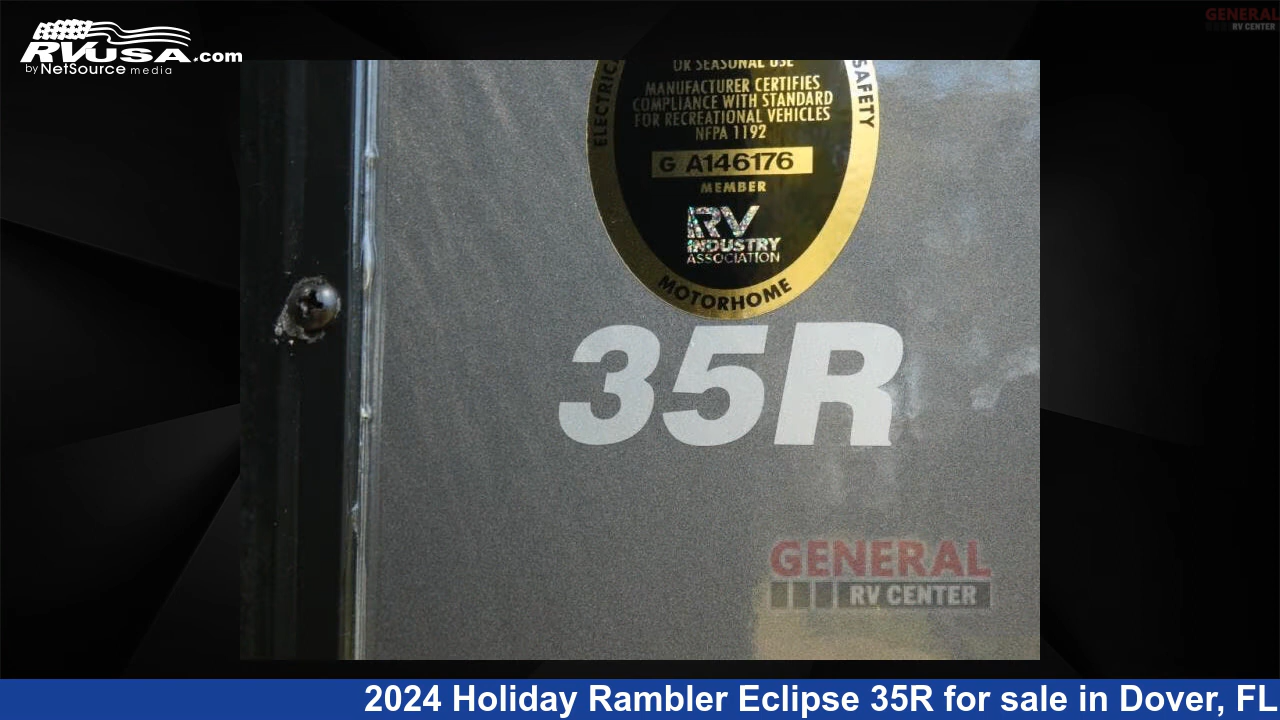 RVUSA.com
by NetSource media
GENERAL
RV CENTER
OR SEASONAL USE
ELECTRIC
SAFETY
MANUFACTURER CERTIFIES
COMPLIANCE WITH STANDARD
FOR RECREATIONAL VEHICLES
NFPA 1192
G A146176
MEMBER
RV
INDUSTRY
ASSOCIATION
MOTORHOME
35R
GENERAL
RV CENTER
2024 Holiday Rambler Eclipse 35R for sale in Dover, FL